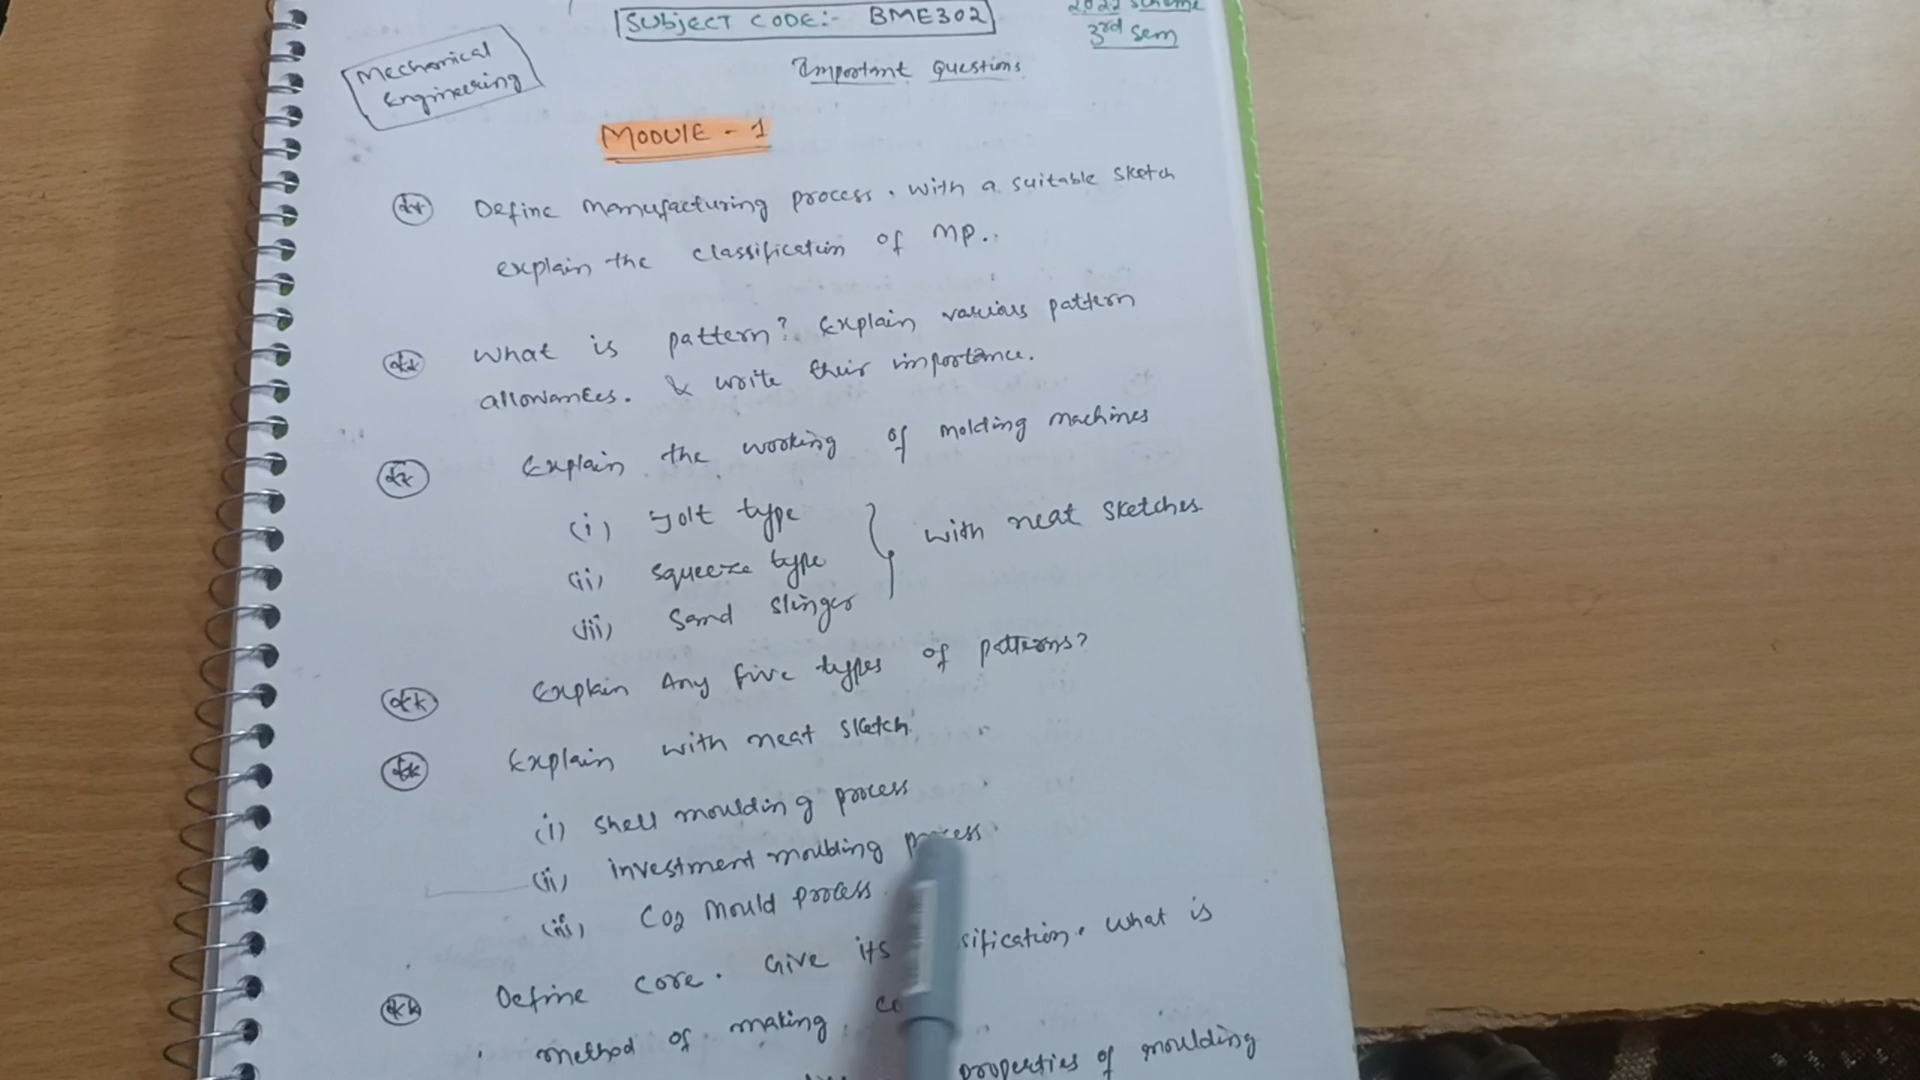 SUBJECT CODE:- BME302
2022 scheme
3rd sem
Mechanical
Engineering
Important Questions
MODULE - 1
Define manufacturing process. With a suitable sketch
explain the classification of MP.
What is pattern? Explain various pattern
allowances. & write their importance.
Explain the working of molding machines
(i) Jolt type
(ii) squeeze type
(iii) Sand slinger
with neat sketches.
Explain Any five types of patterns?
Explain with neat sketch.
(i) Shell moulding process
(ii) investment moulding process
(iii) CO2 Mould process.
Define core. Give its sification. What is
method of making
properties of moulding